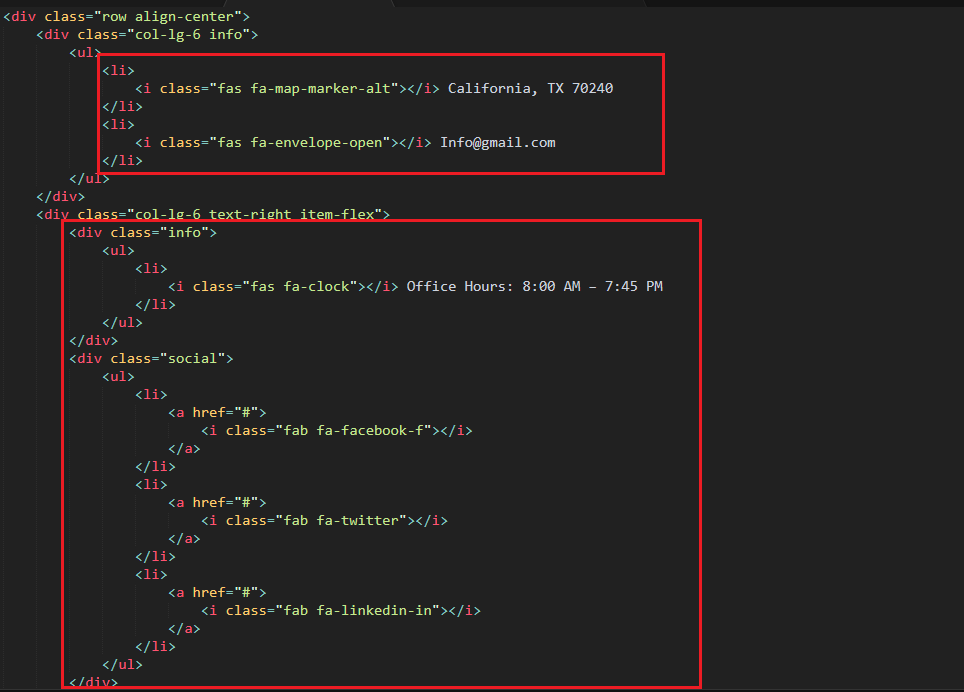 <div class="row align-center">
<div class="col-lg-6 info">
<ul>
<li>
<i class="fas fa-map-marker-alt"></i> California, TX 70240
</li>
<li>
<i class="fas fa-envelope-open"></i> Info@gmail.com
</li>
</ul>
</div>
<div class="col-lg-6 text-right item-flex">
<div class="info">
<ul>
<li>
<i class="fas fa-clock"></i> Office Hours: 8:00 AM – 7:45 PM
</li>
</ul>
</div>
<div class="social">
<ul>
<li>
<a href="#">
<i class="fab fa-facebook-f"></i>
</a>
</li>
<li>
<a href="#">
<i class="fab fa-twitter"></i>
</a>
</li>
<li>
<a href="#">
<i class="fab fa-linkedin-in"></i>
</a>
</li>
</ul>
</div>